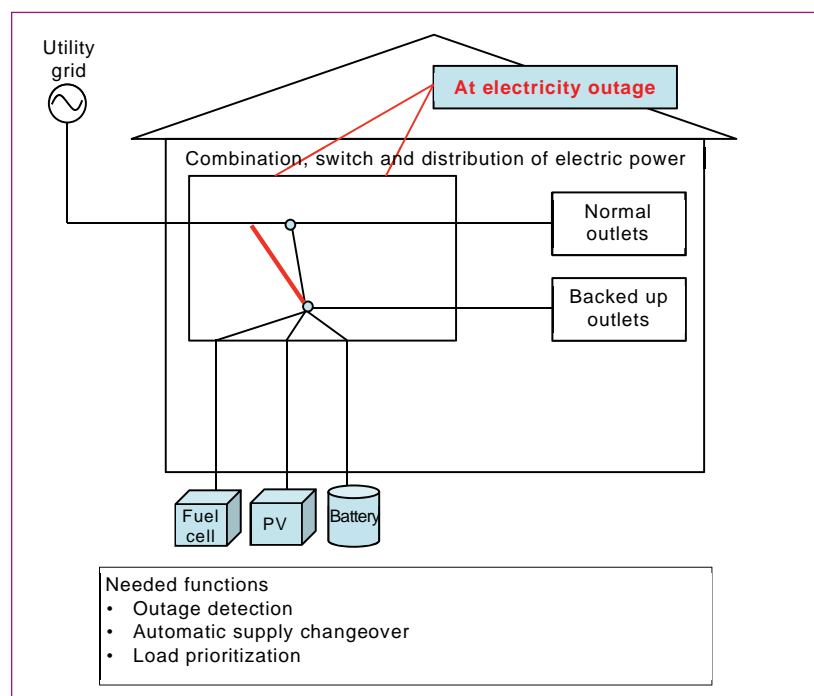 Utility
grid
At electricity outage
Combination, switch and distribution of electric power
Normal
outlets
Backed up
outlets
Fuel
cell
PV
Battery
Needed functions
• Outage detection
• Automatic supply changeover
• Load prioritization